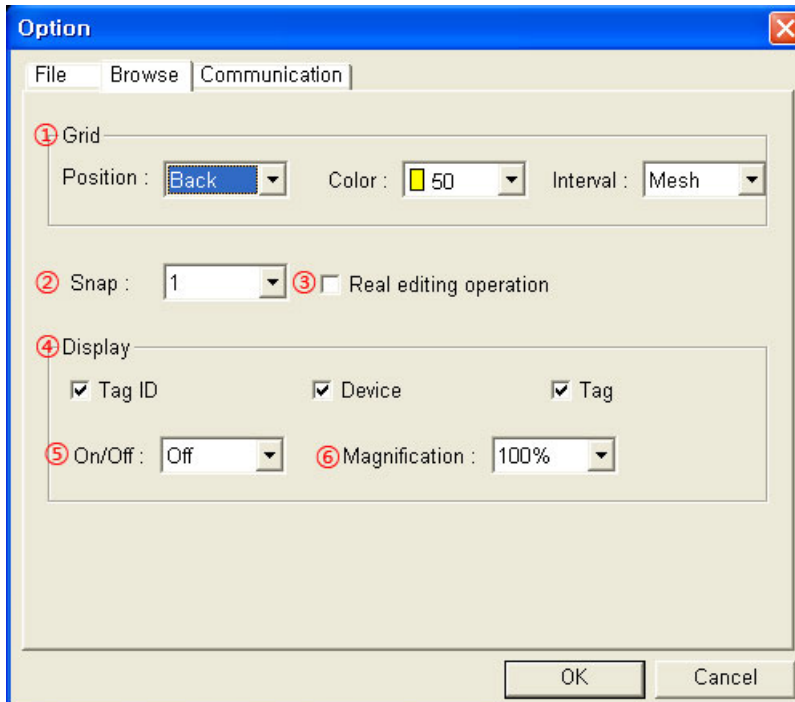 Option
File Browse Communication
① Grid
Position : Back Color : 50 Interval : Mesh
② Snap : 1 ③ Real editing operation
④ Display
Tag ID Device Tag
⑤ On/Off : Off ⑥ Magnification : 100%
OK Cancel